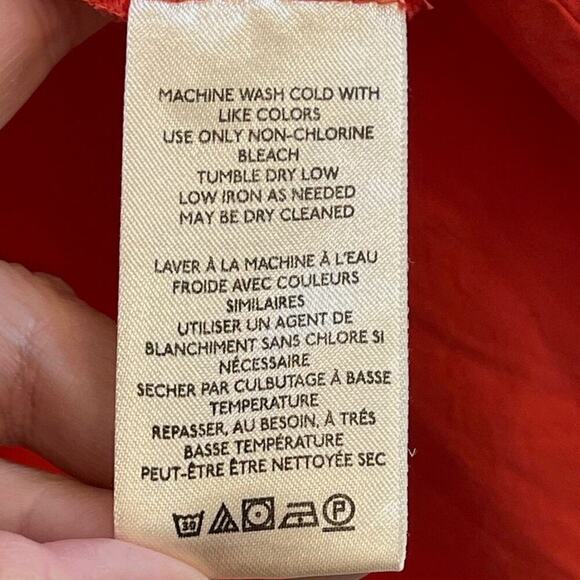 MACHINE WASH COLD WITH
LIKE COLORS
USE ONLY NON-CHLORINE
BLEACH
TUMBLE DRY LOW
LOW IRON AS NEEDED
MAY BE DRY CLEANED
LAVER À LA MACHINE À L'EAU
FROIDE AVEC COULEURS
SIMILAIRES
UTILISER UN AGENT DE
BLANCHIMENT SANS CHLORE SI
NÉCESSAIRE
SECHER PAR CULBUTAGE À BASSE
TEMPERATURE
REPASSER, AU BESOIN, À TRÉS
BASSE TEMPÉRATURE
PEUT-ÊTRE ÊTRE NETTOYÉE SEC
30 P